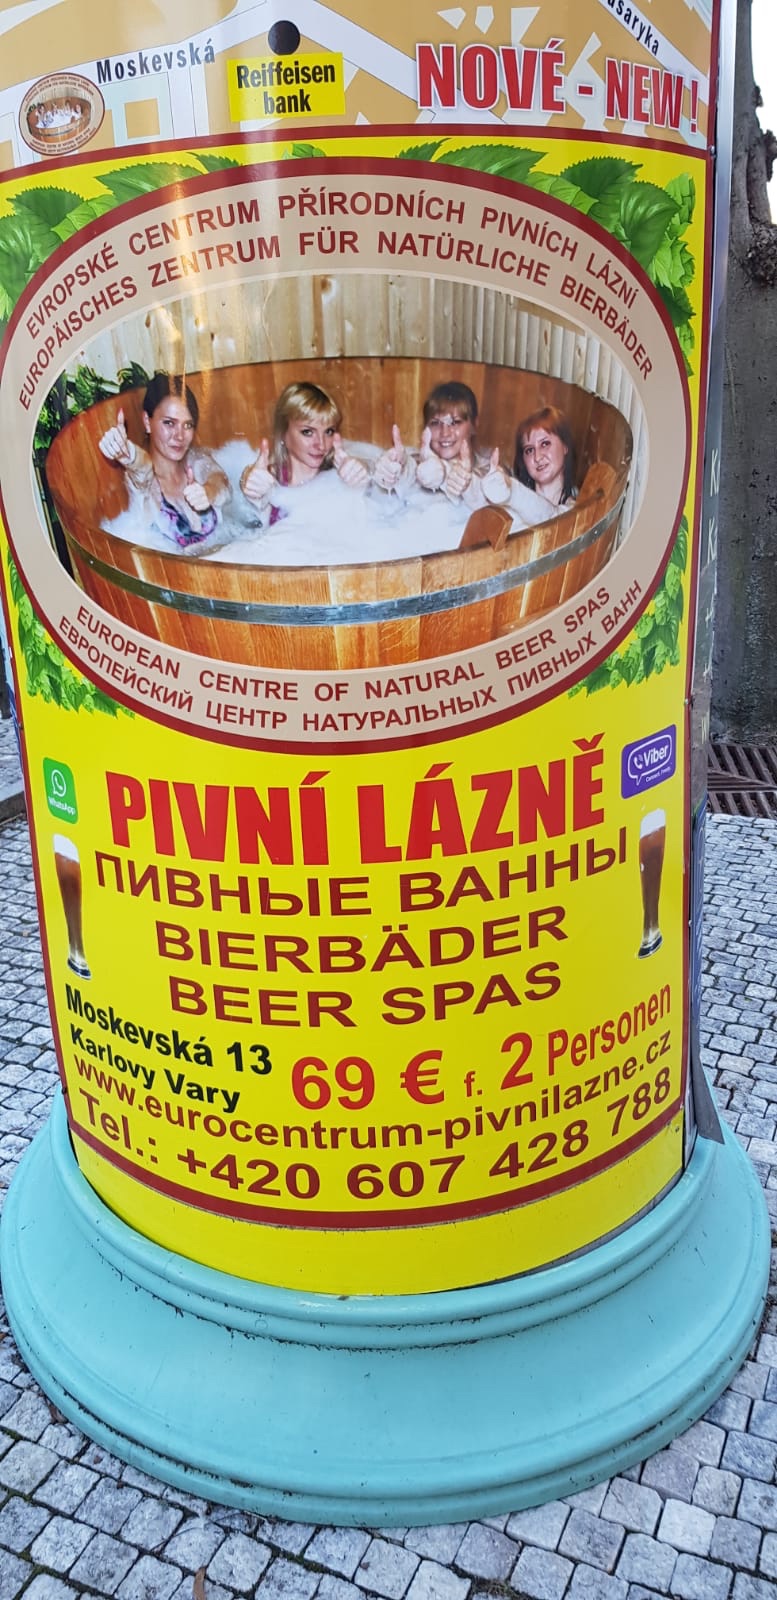 Moskevská
Reiffeisen
bank
NOVÉ - NEW !
EVROPSKÉ CENTRUM PŘÍRODNÍCH PIVNÍCH LÁZNÍ
EUROPÄISCHES ZENTRUM FÜR NATÜRLICHE BIERBÄDER
EUROPEAN CENTRE OF NATURAL BEER SPAS
ЕВРОПЕЙСКИЙ ЦЕНТР НАТУРАЛЬНЫХ ПИВНЫХ ВАНН
WhatsApp
Viber
PIVNÍ LÁZNĚ
ПИВНЫЕ ВАННЫ
BIERBÄDER
BEER SPAS
Moskevská 13
Karlovy Vary
69 € f. 2 Personen
www.eurocentrum-pivnilazne.cz
Tel.: +420 607 428 788